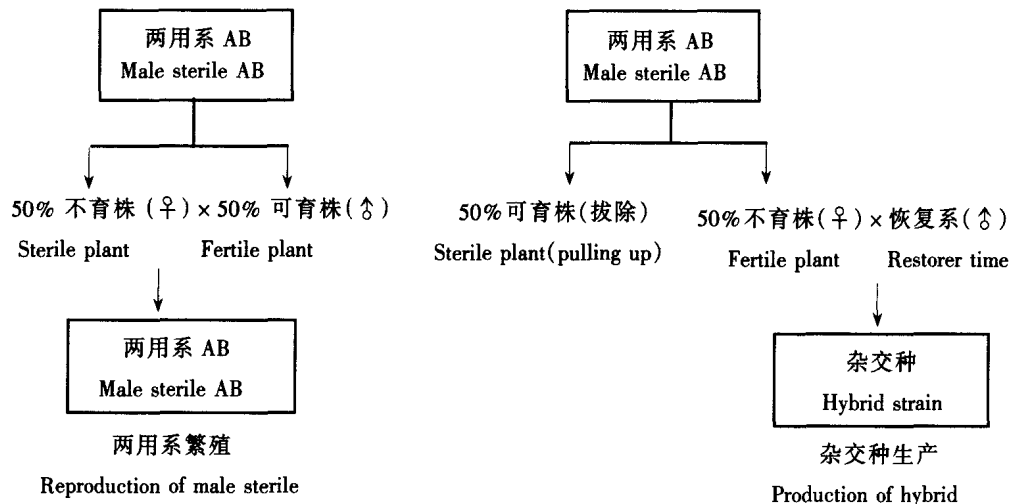 两用系 AB
Male sterile AB
50% 不育株(♀)×50% 可育株(♂)
Sterile plant Fertile plant
两用系 AB
Male sterile AB
两用系繁殖
Reproduction of male sterile
两用系 AB
Male sterile AB
50%可育株(拔除)
Sterile plant(pulling up)
50%不育株(♀)×恢复系(♂)
Fertile plant Restorer time
杂交种
Hybrid strain
杂交种生产
Production of hybrid